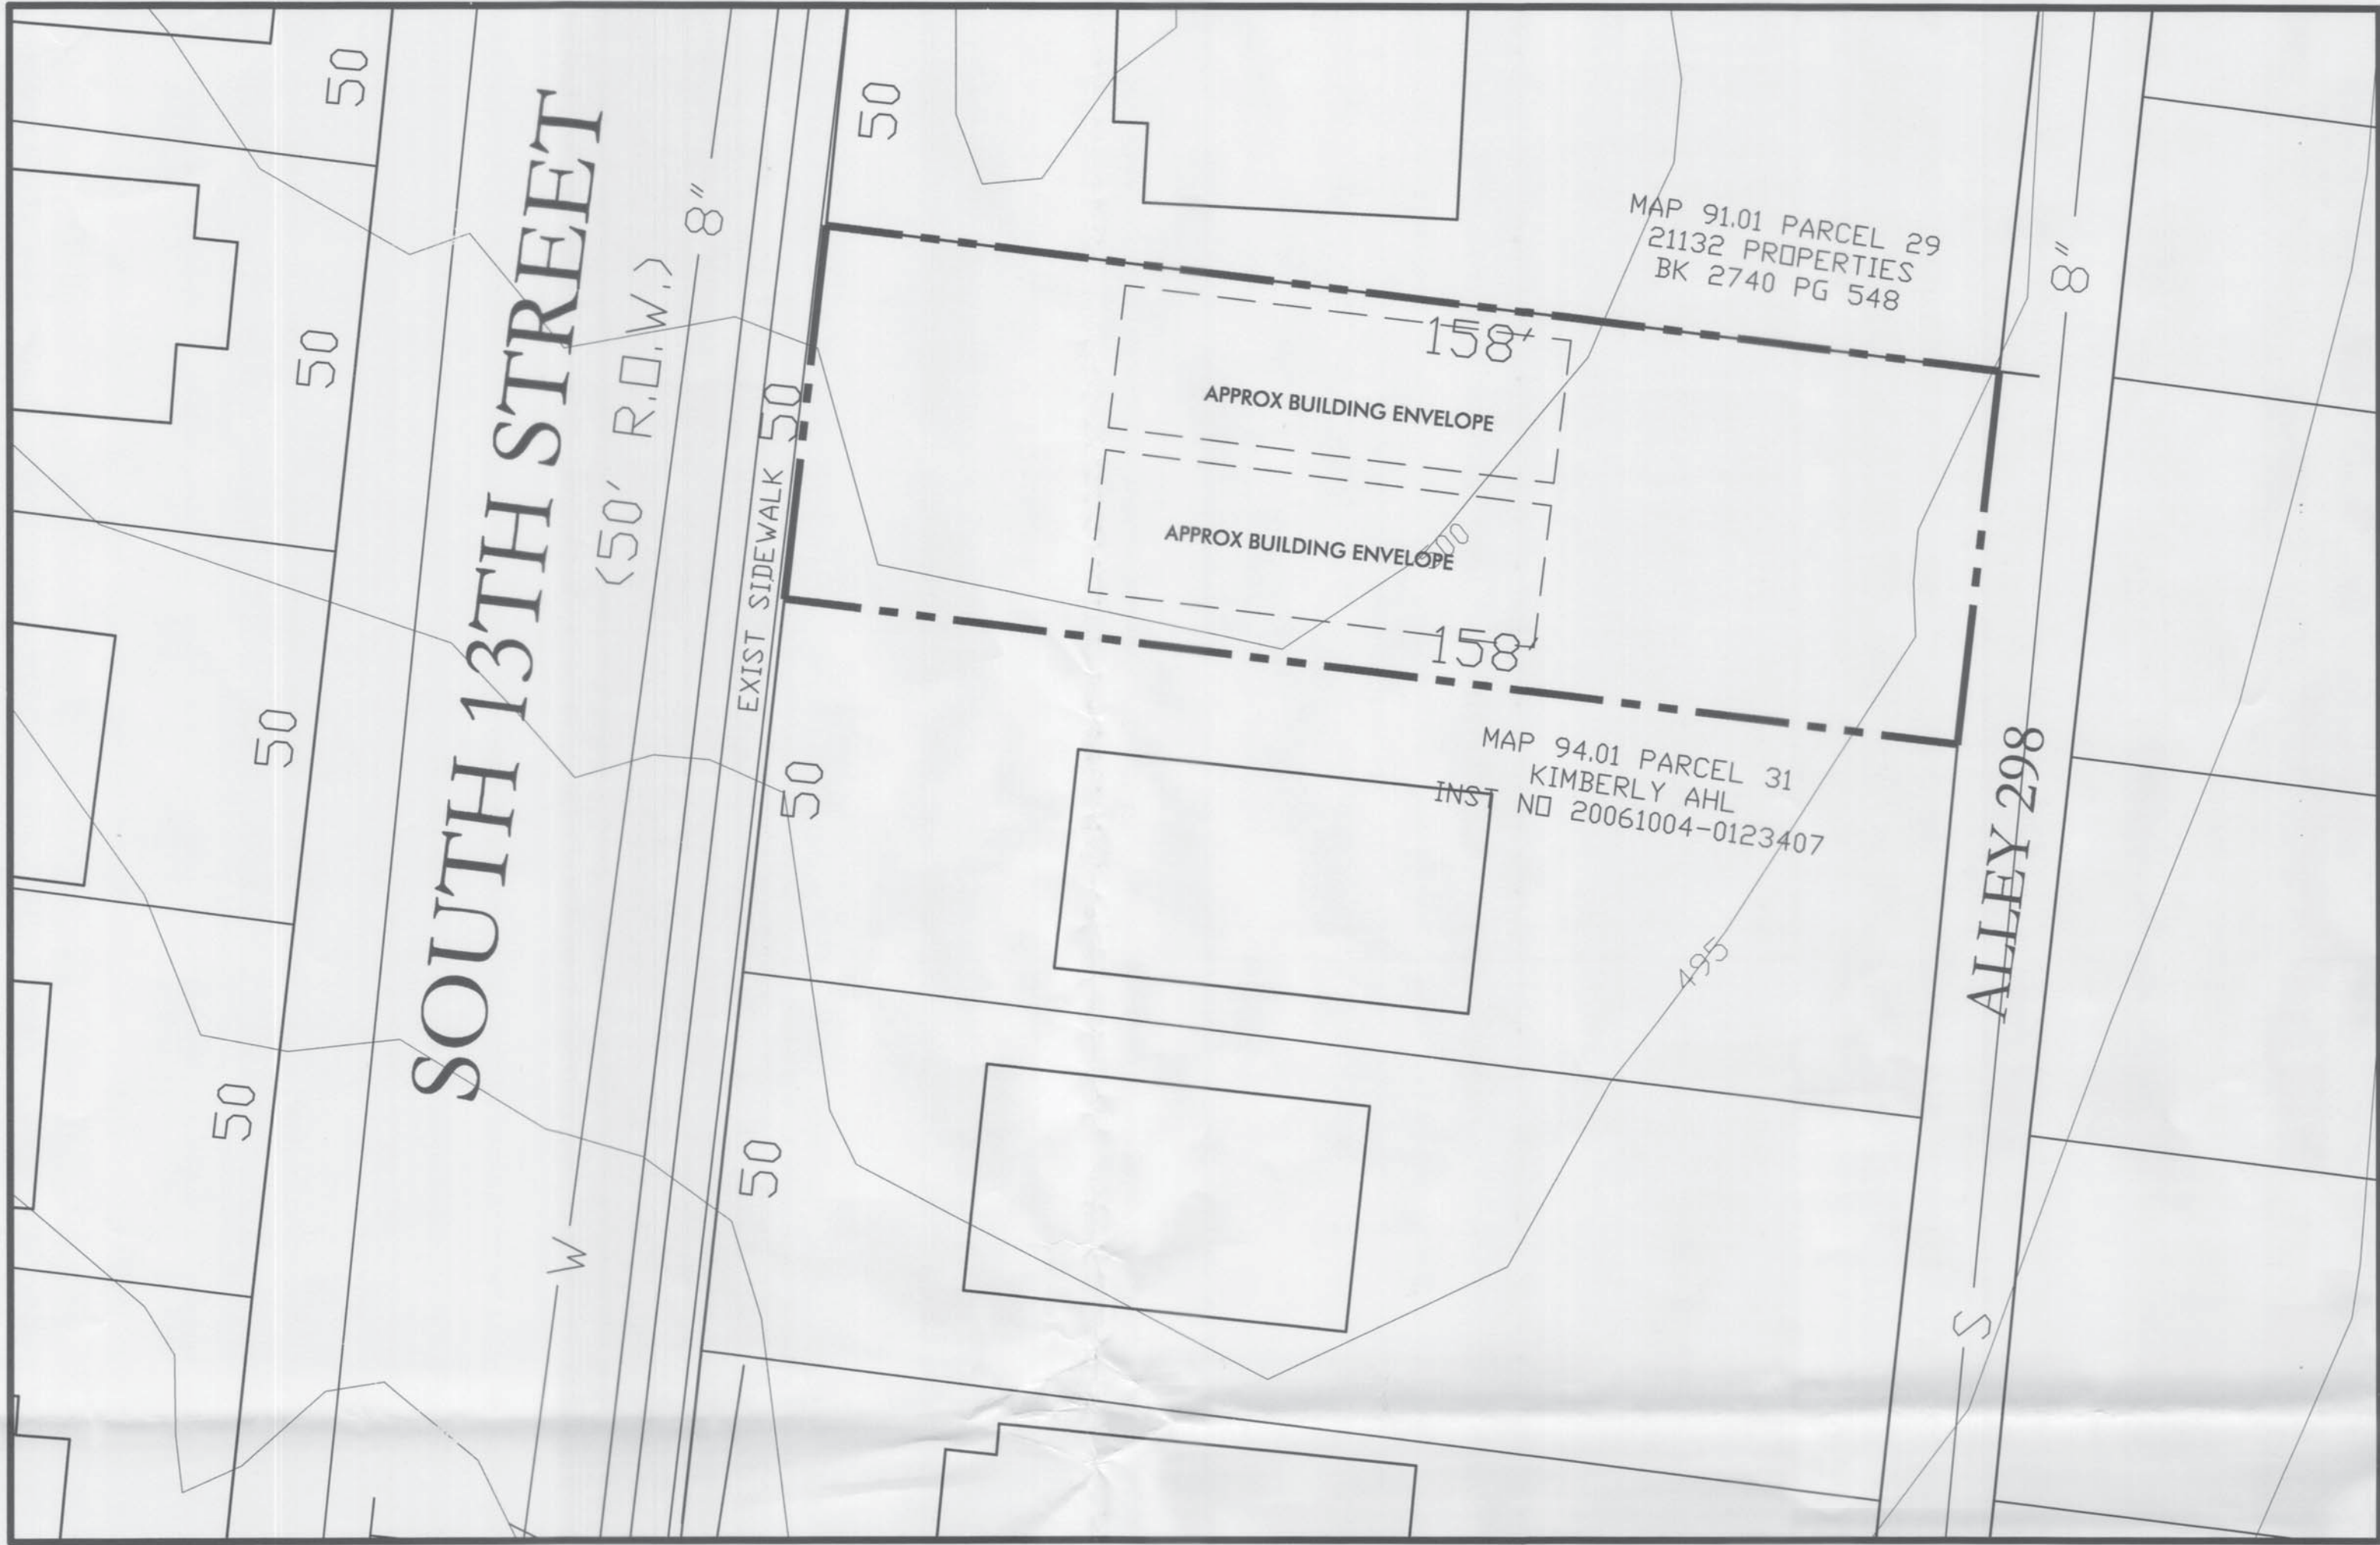 50
50
50
50
SOUTH 13TH STREET
(50' R.O.W.)
8"
W
EXIST SIDEWALK
50
50
50
50
MAP 91.01 PARCEL 29
21132 PROPERTIES
BK 2740 PG 548
158'
APPROX BUILDING ENVELOPE
APPROX BUILDING ENVELOPE
500
158'
MAP 94.01 PARCEL 31
KIMBERLY AHL
INST NO 20061004-0123407
495
8"
ALLEY 298
S